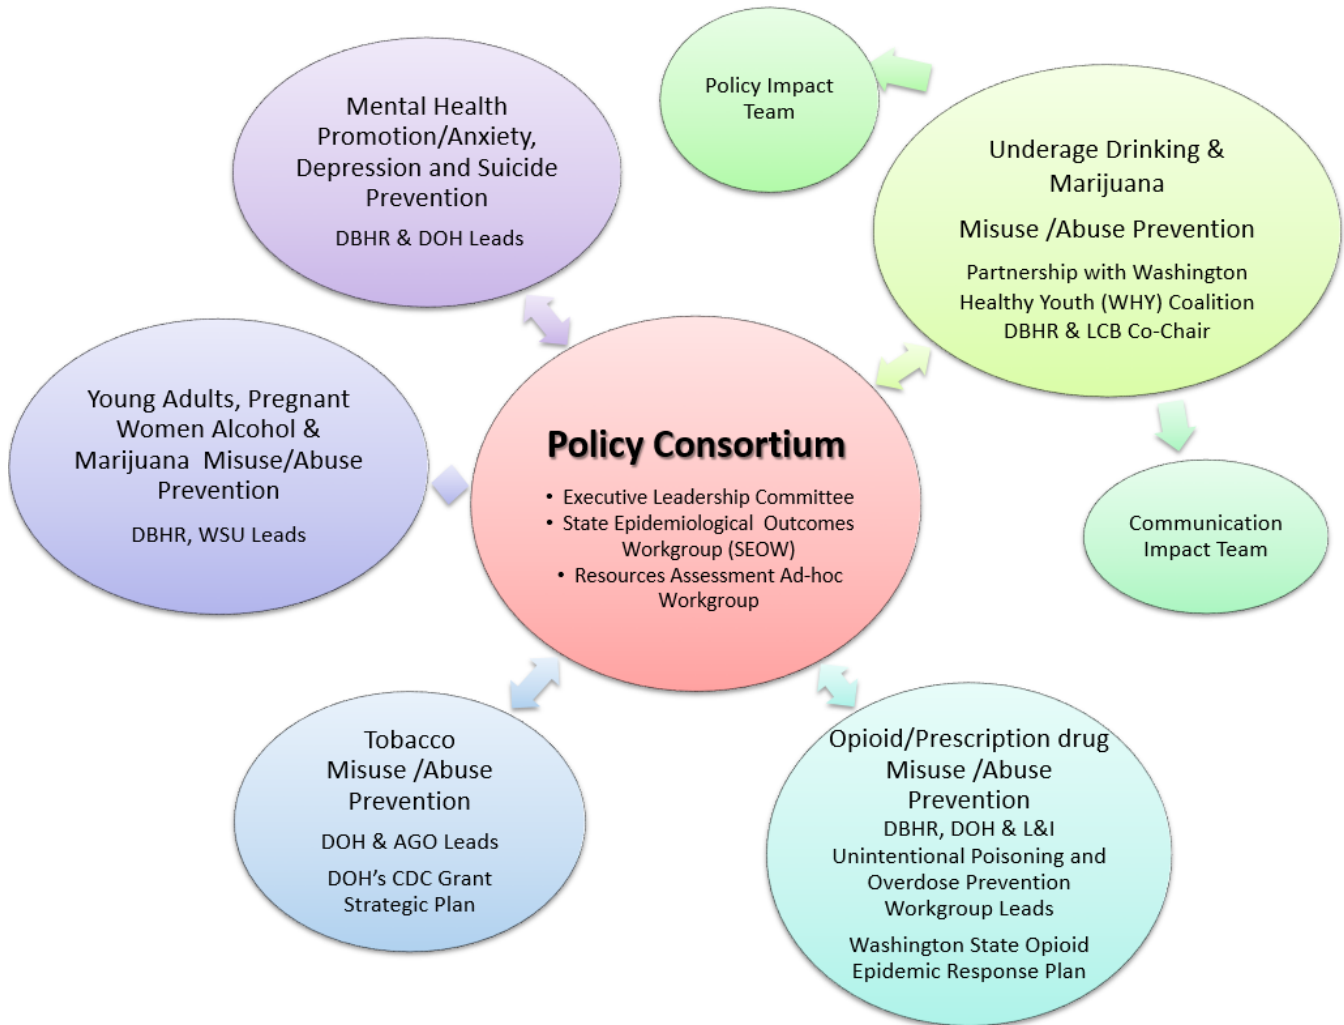 Mental Health
Promotion/Anxiety,
Depression and Suicide
Prevention
DBHR & DOH Leads
Policy Impact
Team
Underage Drinking &
Marijuana
Misuse /Abuse Prevention
Partnership with Washington
Healthy Youth (WHY) Coalition
DBHR & LCB Co-Chair
Young Adults, Pregnant
Women Alcohol &
Marijuana Misuse/Abuse
Prevention
DBHR, WSU Leads
Policy Consortium
• Executive Leadership Committee
• State Epidemiological Outcomes
Workgroup (SEOW)
• Resources Assessment Ad-hoc
Workgroup
Communication
Impact Team
Tobacco
Misuse /Abuse
Prevention
DOH & AGO Leads
DOH's CDC Grant
Strategic Plan
Opioid/Prescription drug
Misuse /Abuse
Prevention
DBHR, DOH & L&I
Unintentional Poisoning and
Overdose Prevention
Workgroup Leads
Washington State Opioid
Epidemic Response Plan